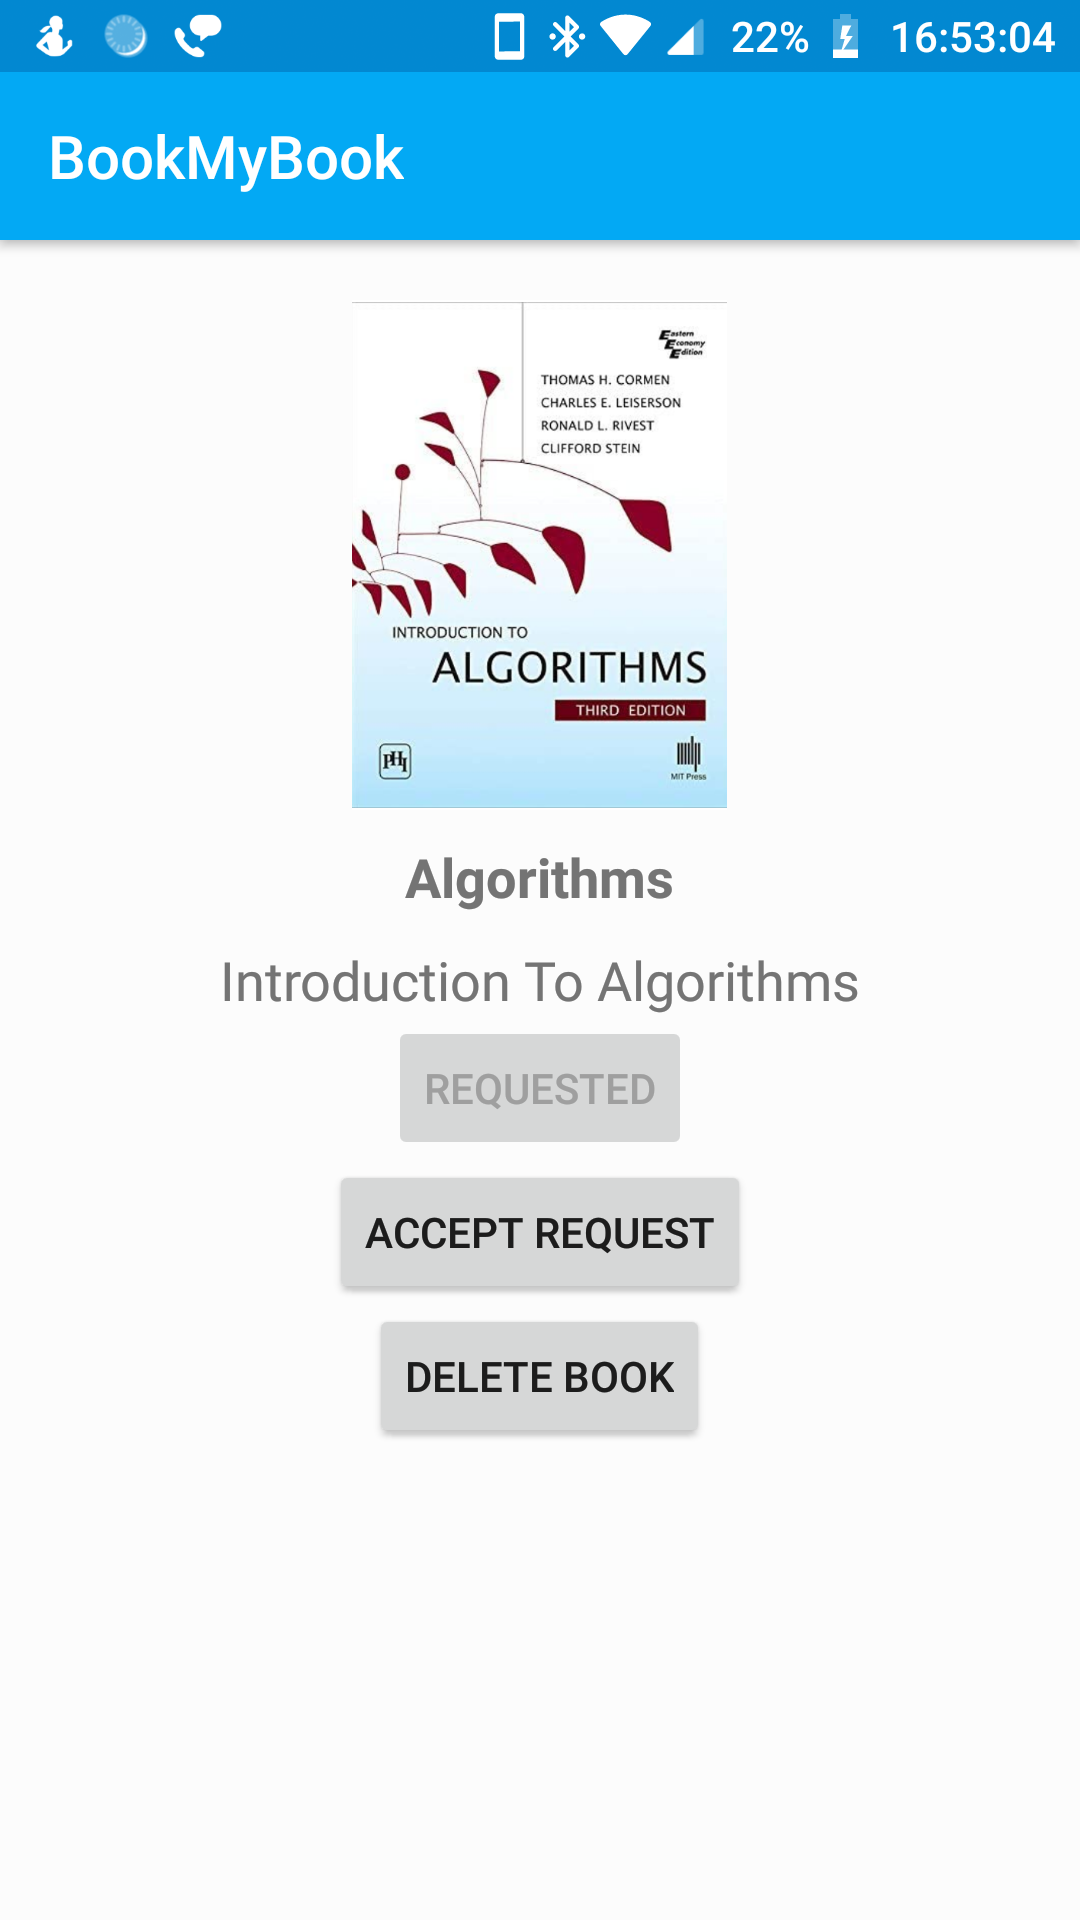 22% 16:53:04
BookMyBook
Eastern
Economy
Edition
THOMAS H. CORMEN
CHARLES E. LEISERSON
RONALD L. RIVEST
CLIFFORD STEIN
INTRODUCTION TO
ALGORITHMS
THIRD EDITION
PHI
MIT Press
Algorithms
Introduction To Algorithms
REQUESTED
ACCEPT REQUEST
DELETE BOOK